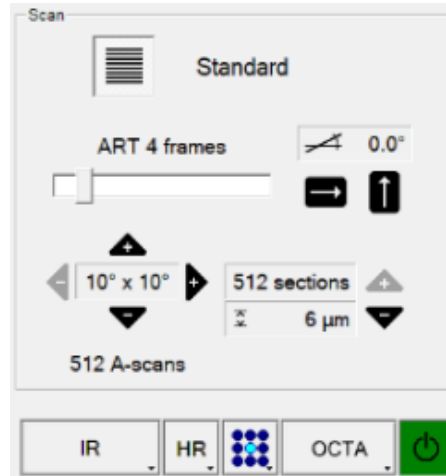 Scan
Standard
ART 4 frames
0.0°
10° x 10°
512 sections
6 µm
512 A-scans
IR
HR
OCTA